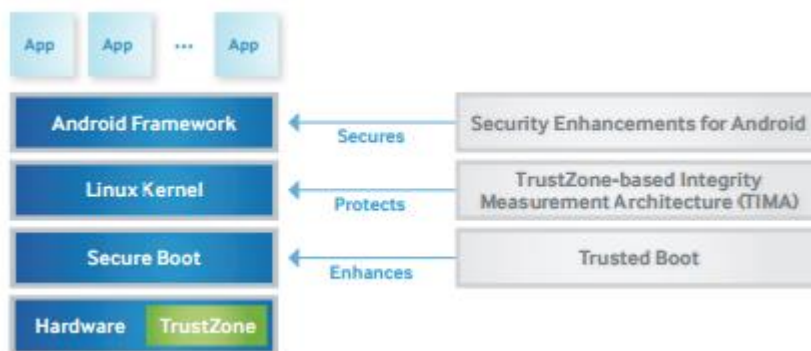 App App ... App
Android Framework
Secures
Security Enhancements for Android
Linux Kernel
Protects
TrustZone-based Integrity
Measurement Architecture (TIMA)
Secure Boot
Enhances
Trusted Boot
Hardware TrustZone